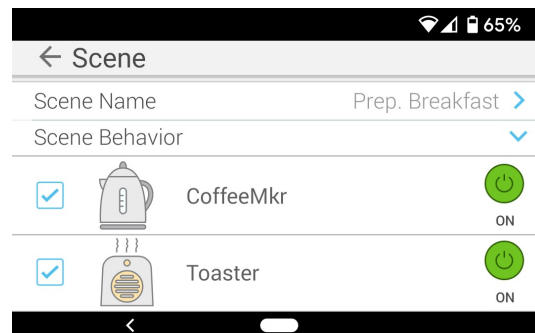 65%
Scene
Scene Name Prep. Breakfast
Scene Behavior
CoffeeMkr
ON
Toaster
ON